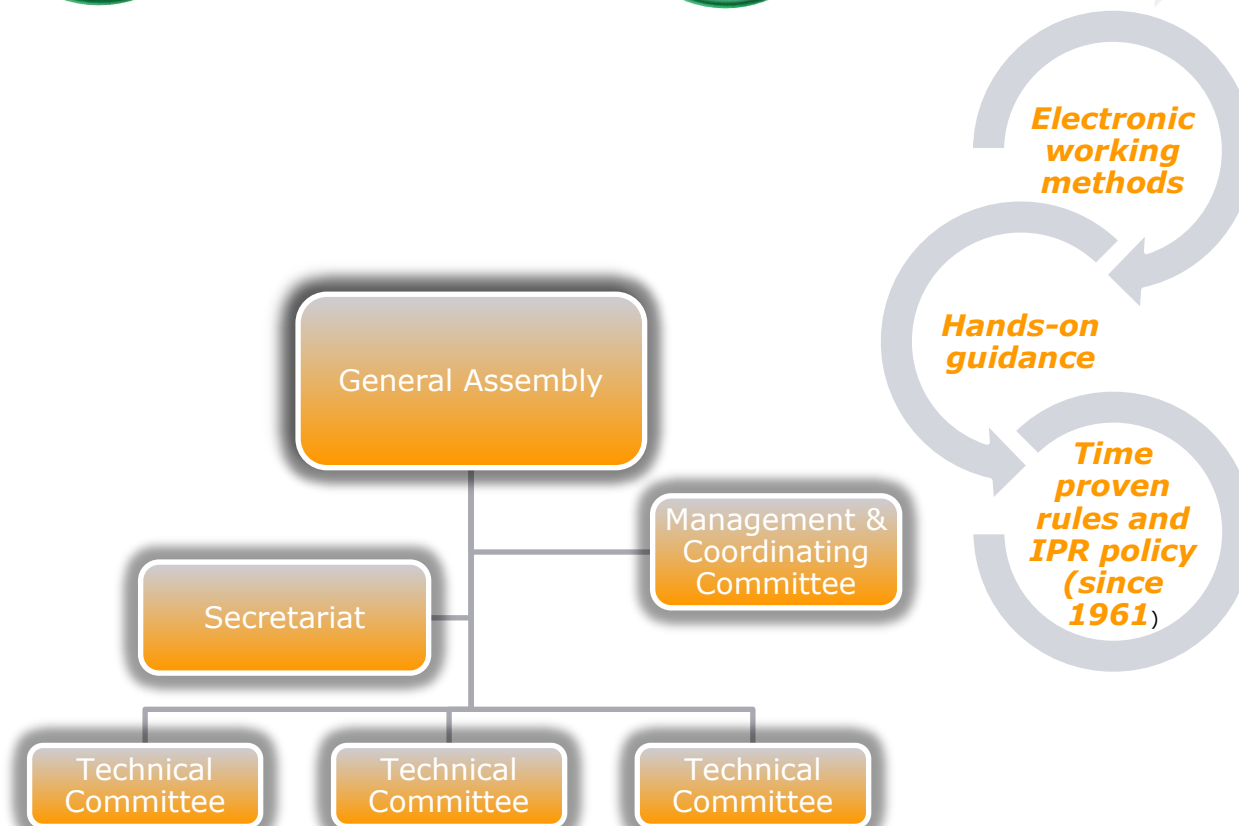 Electronic
working
methods
Hands-on
guidance
Time
proven
rules and
IPR policy
(since
1961)
General Assembly
Management &
Coordinating
Committee
Secretariat
Technical
Committee
Technical
Committee
Technical
Committee